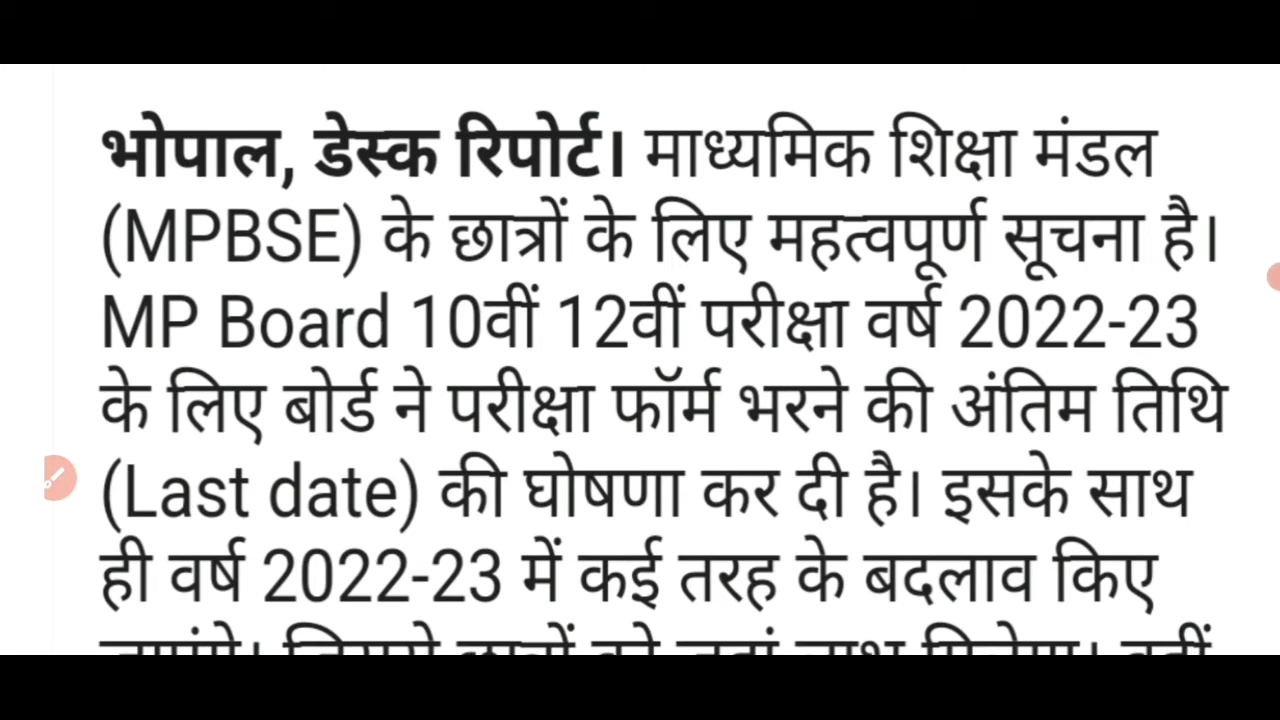 भोपाल, डेस्क रिपोर्ट। माध्यमिक शिक्षा मंडल
(MPBSE) के छात्रों के लिए महत्वपूर्ण सूचना है।
MP Board 10वीं 12वीं परीक्षा वर्ष 2022-23
के लिए बोर्ड ने परीक्षा फॉर्म भरने की अंतिम तिथि
(Last date) की घोषणा कर दी है। इसके साथ
ही वर्ष 2022-23 में कई तरह के बदलाव किए